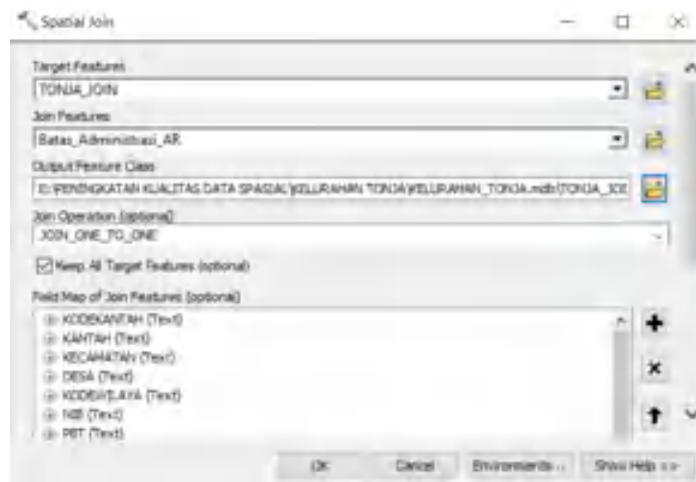 Spatial Join
Target Features
TONJA_JOIN
Join Features
Batas_Administrasi_AR
Output Feature Class
E:\PENINGKATAN KUALITAS DATA SPASIAL\KELURAHAN TONJA\KELURAHAN_TONJA.mdb\TONJA_JOI
Join Operation (optional)
JOIN_ONE_TO_ONE
Keep All Target Features (optional)
Field Map of Join Features (optional)
KODEKANTAH (Text)
KANTAH (Text)
KECAMATAN (Text)
DESA (Text)
KODEWILAYA (Text)
NIB (Text)
PBT (Text)
OK Cancel Environments... Show Help >>